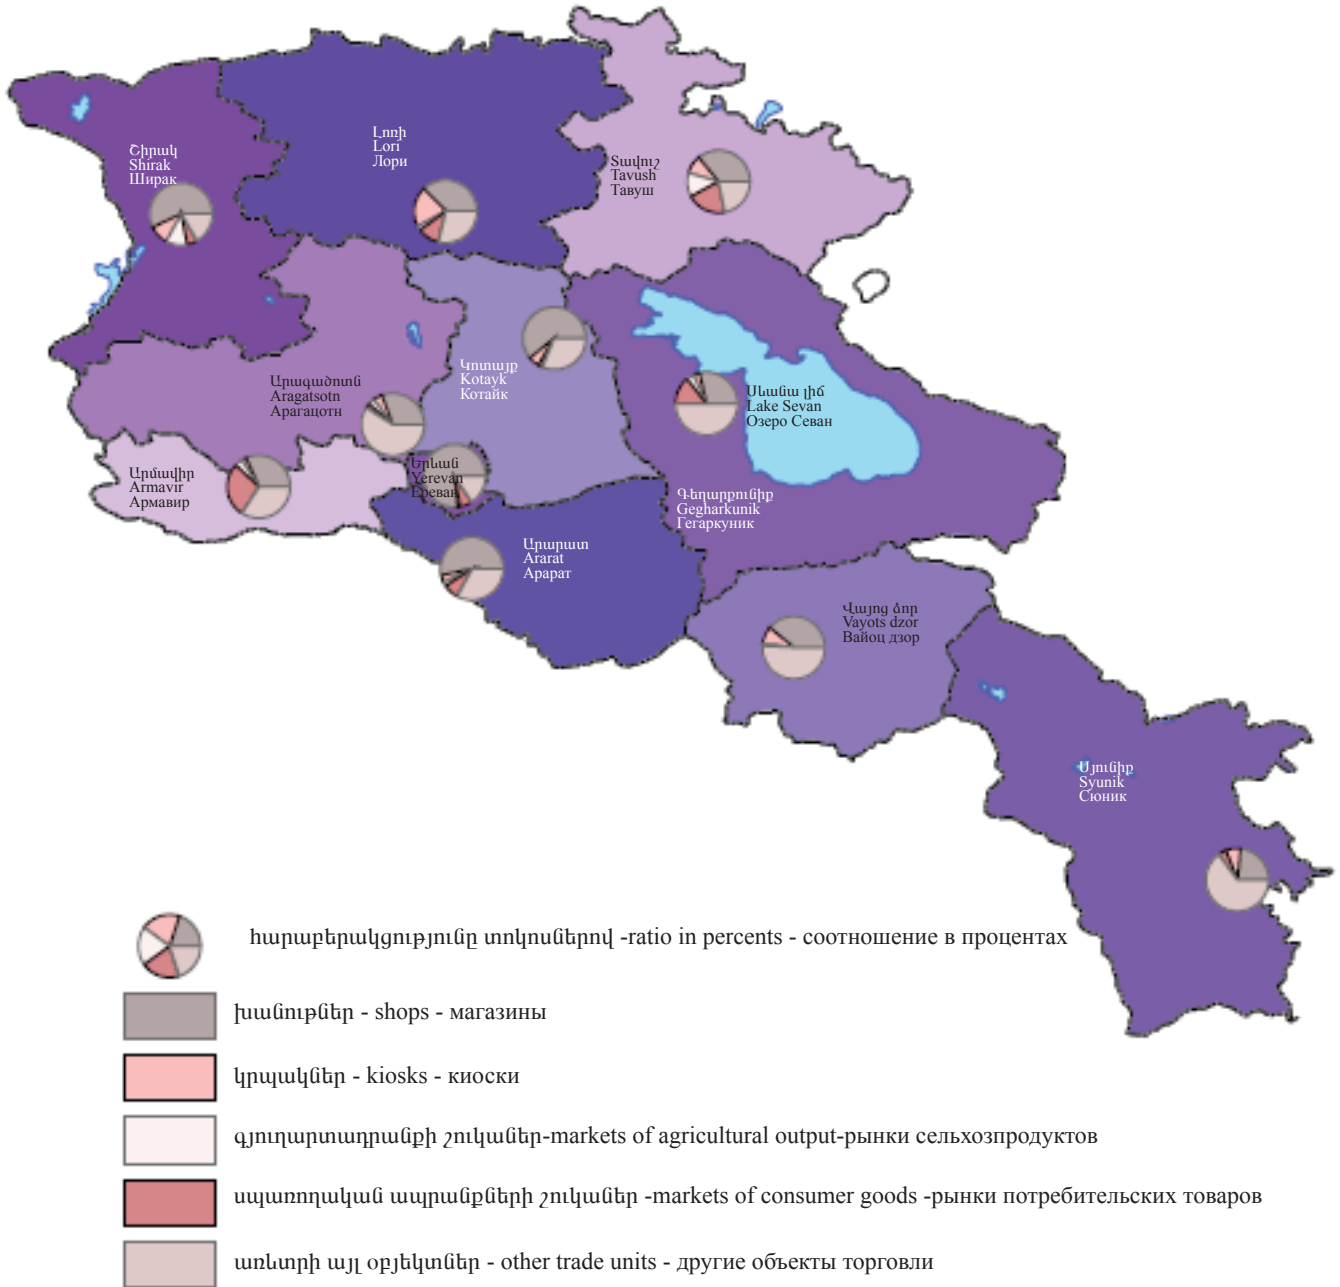 Շիրակ
Shirak
Ширак
Լոռի
Lori
Лори
Տավուշ
Tavush
Тавуш
Արագածոտն
Aragatsotn
Арагацотн
Կոտայք
Kotayk
Котайк
Սևանա լիճ
Lake Sevan
Озеро Севан
Արմավիր
Armavir
Армавир
Երևան
Yerevan
Ереван
Գեղարքունիք
Gegharkunik
Гегаркуник
Արարատ
Ararat
Арарат
Վայոց ձոր
Vayots dzor
Вайоц дзор
Սյունիք
Syunik
Сюник
հարաբերակցությունը տոկոսներով -ratio in percents - соотношение в процентах
խանութներ - shops - магазины
կրպակներ - kiosks - киоски
գյուղարտադրանքի շուկաներ-markets of agricultural output-рынки сельхозпродуктов
սպառողական ապրանքների շուկաներ -markets of consumer goods -рынки потребительских товаров
առևտրի այլ օբյեկտներ - other trade units - другие объекты торговли